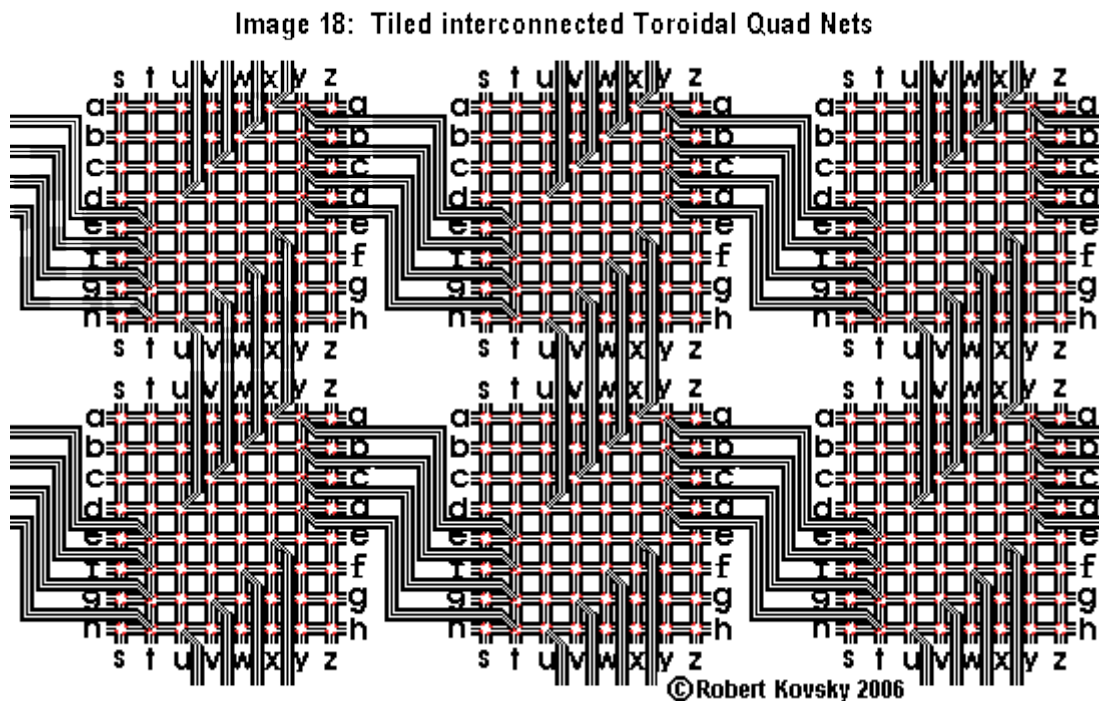 Image 18: Tiled interconnected Toroidal Quad Nets
s t u v w x y z s t u v w x y z s t u v w x y z
a a a a a a
b b b b b b
c c c c c c
d d d d d d
e e e e e e
f f f f f f
g g g g g g
h h h h h h
s t u v w x y z s t u v w x y z s t u v w x y z
s t u v w x y z s t u v w x y z s t u v w x y z
a a a a a a
b b b b b b
c c c c c c
d d d d d d
e e e e e e
f f f f f f
g g g g g g
h h h h h h
s t u v w x y z s t u v w x y z s t u v w x y z
©Robert Kovsky 2006